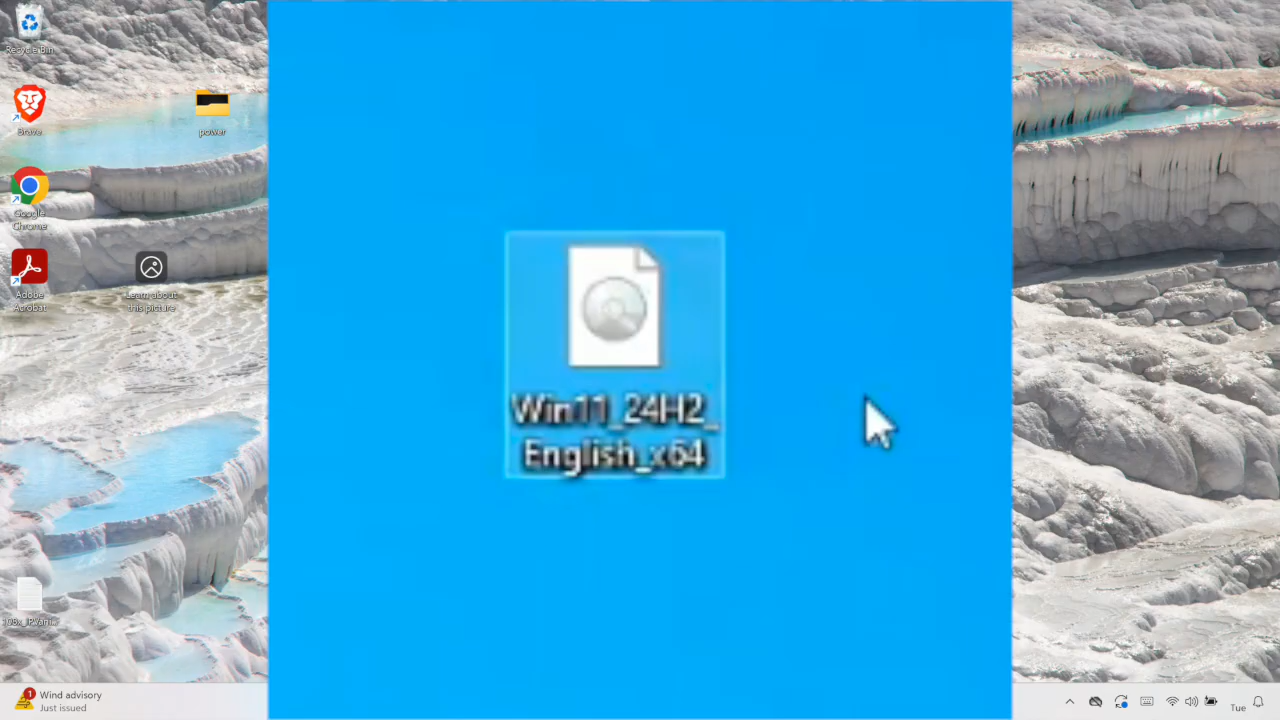 Recycle Bin
Brave
power
Google
Chrome
Adobe
Acrobat
Learn about
this picture
Win11_24H2_
English_x64
1
Wind advisory
Just issued
Tue